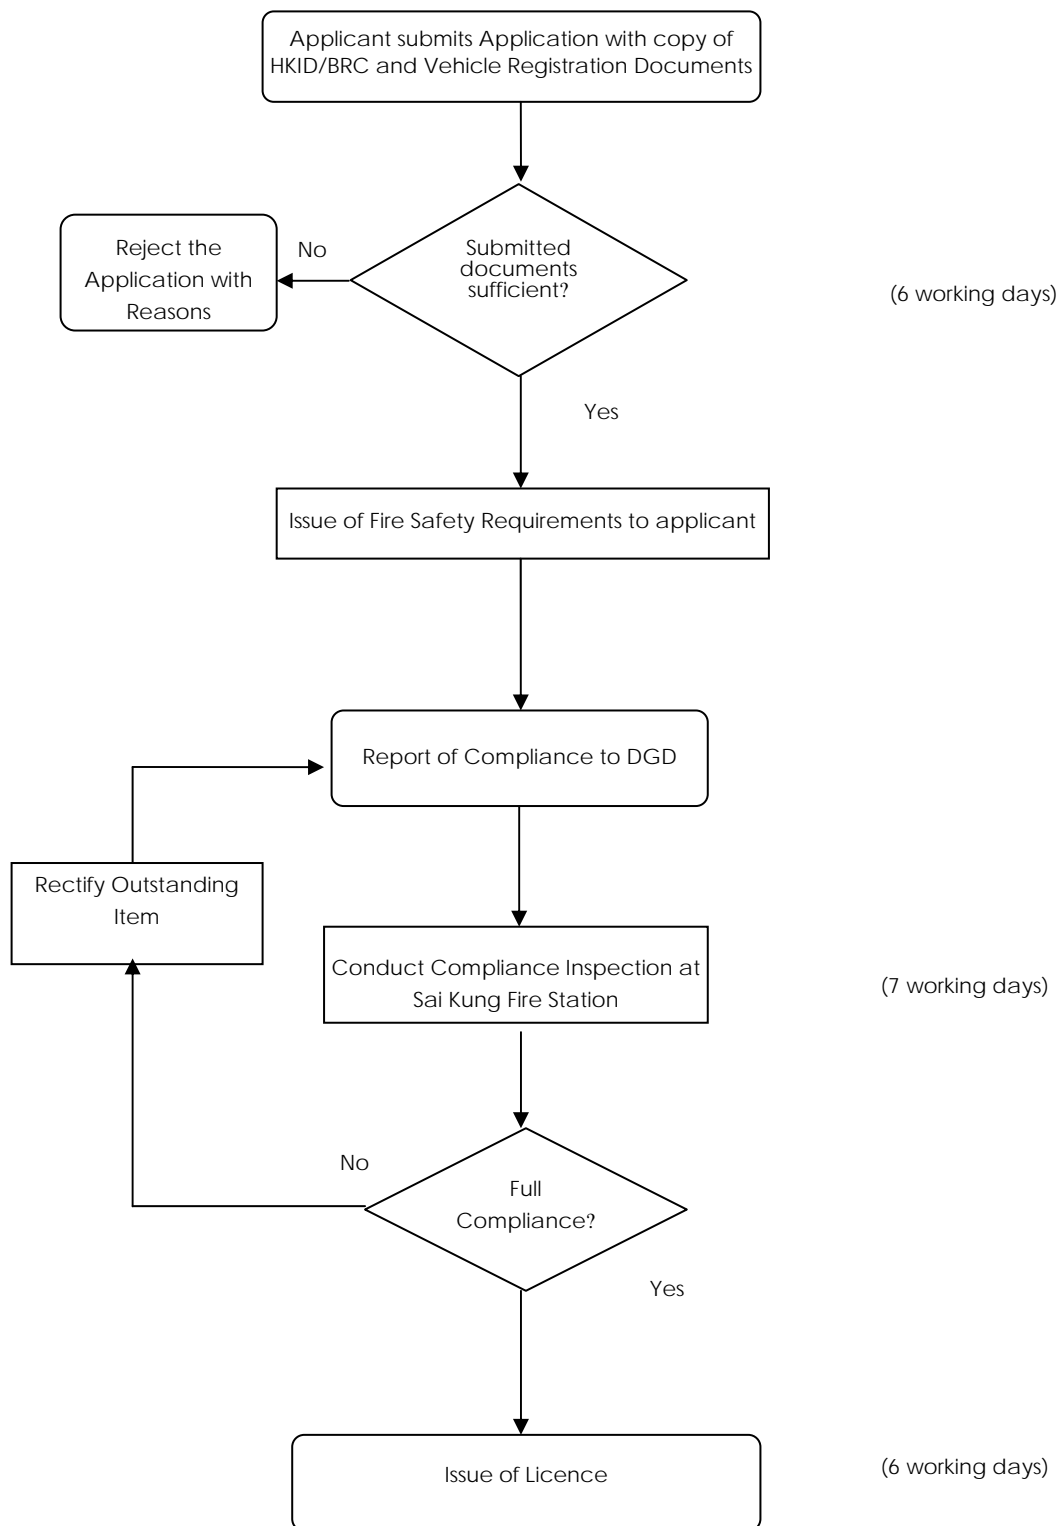 Applicant submits Application with copy of
HKID/BRC and Vehicle Registration Documents
Reject the
Application with
Reasons
No
Submitted
documents
sufficient?
(6 working days)
Yes
Issue of Fire Safety Requirements to applicant
Report of Compliance to DGD
Rectify Outstanding
Item
Conduct Compliance Inspection at
Sai Kung Fire Station
(7 working days)
No
Full
Compliance?
Yes
Issue of Licence
(6 working days)